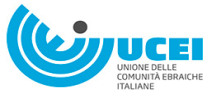 UCEI
UNIONE DELLE
COMUNITÀ EBRAICHE
ITALIANE